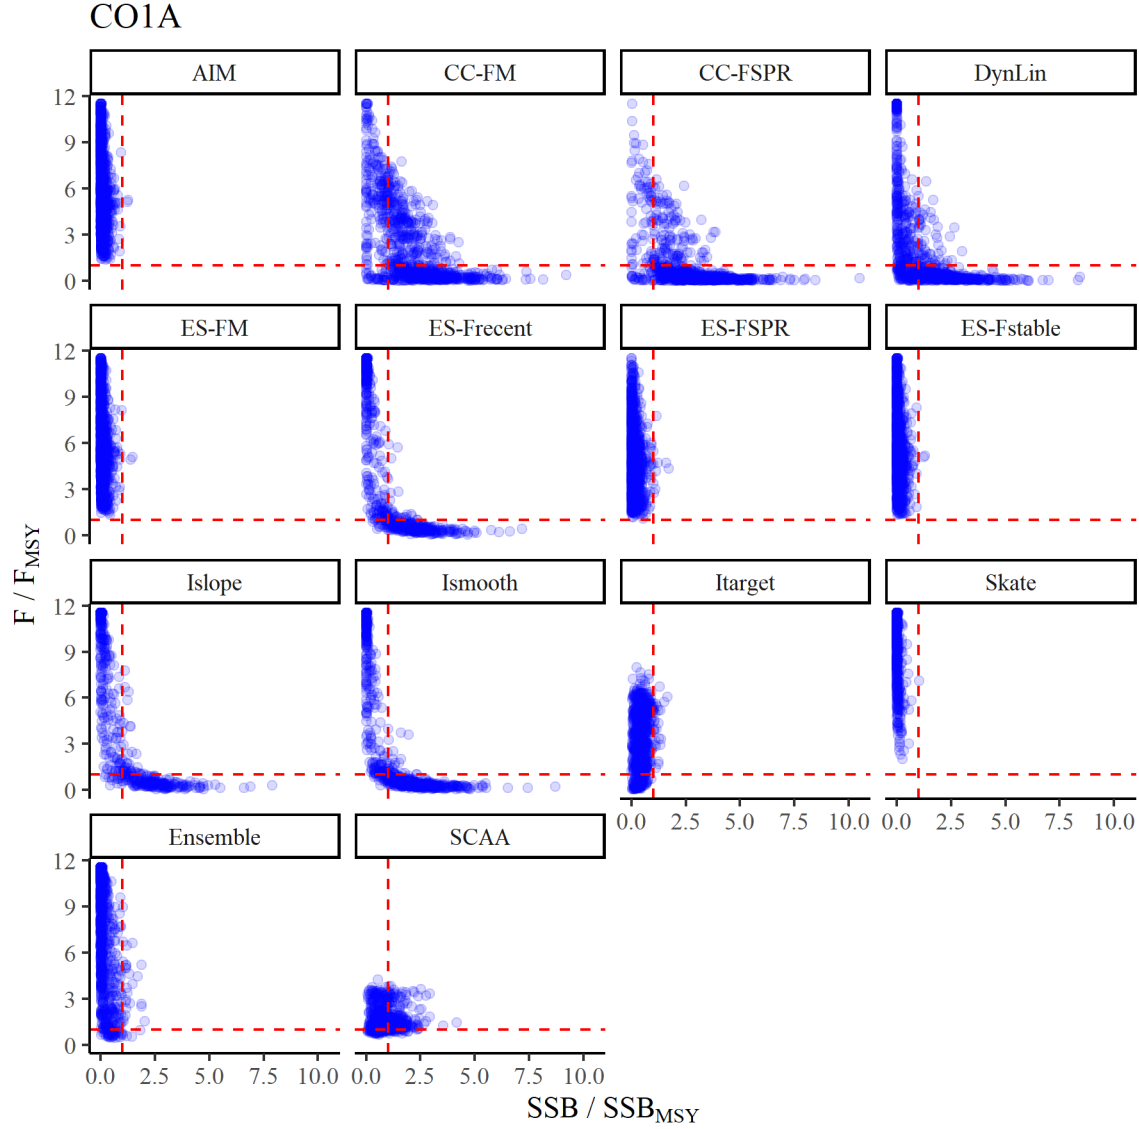 CO1A
AIM
CC-FM
CC-FSPR
DynLin
12
9
6
3
0
ES-FM
ES-Frecent
ES-FSPR
ES-Fstable
12
9
6
3
0
Islope
Ismooth
Itarget
Skate
12
9
6
3
0
0.0 2.5 5.0 7.5 10.0
0.0 2.5 5.0 7.5 10.0
Ensemble
SCAA
12
9
6
3
0
0.0 2.5 5.0 7.5 10.0
0.0 2.5 5.0 7.5 10.0
F / FMSY
SSB / SSBMSY